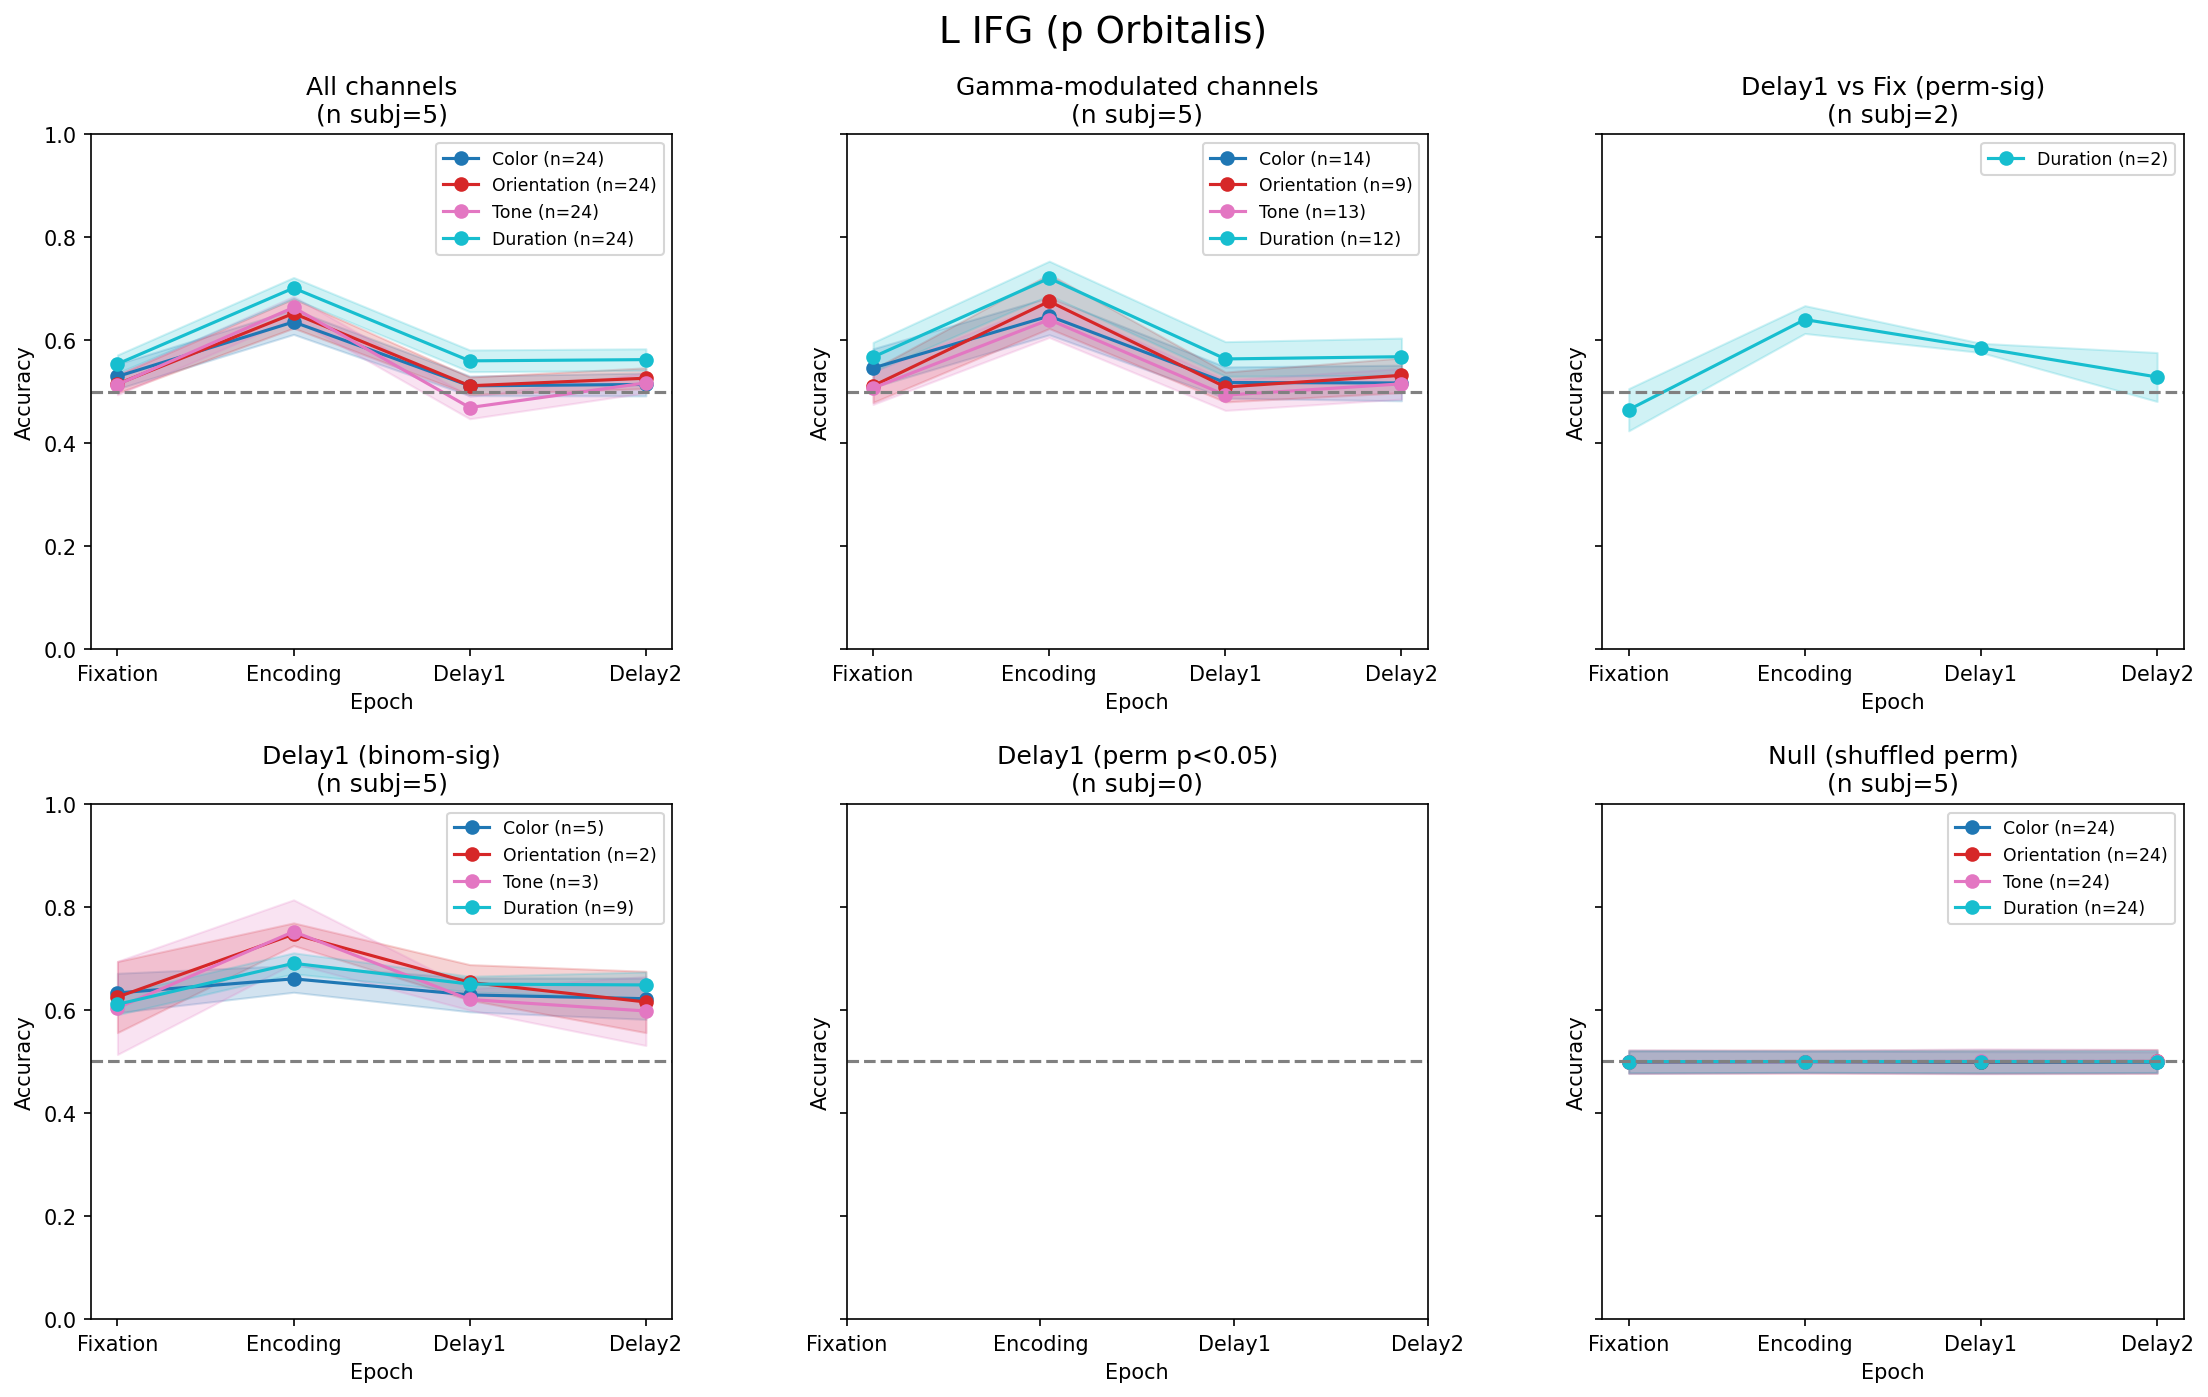 L IFG (p Orbitalis)
All channels
(n subj=5)
Accuracy
1.0
0.8
0.6
0.4
0.2
0.0
Color (n=24)
Orientation (n=24)
Tone (n=24)
Duration (n=24)
Fixation
Encoding
Delay1
Delay2
Epoch
Gamma-modulated channels
(n subj=5)
Accuracy
Color (n=14)
Orientation (n=9)
Tone (n=13)
Duration (n=12)
Fixation
Encoding
Delay1
Delay2
Epoch
Delay1 vs Fix (perm-sig)
(n subj=2)
Accuracy
Duration (n=2)
Fixation
Encoding
Delay1
Delay2
Epoch
Delay1 (binom-sig)
(n subj=5)
Accuracy
1.0
0.8
0.6
0.4
0.2
0.0
Color (n=5)
Orientation (n=2)
Tone (n=3)
Duration (n=9)
Fixation
Encoding
Delay1
Delay2
Epoch
Delay1 (perm p<0.05)
(n subj=0)
Accuracy
Fixation
Encoding
Delay1
Delay2
Epoch
Null (shuffled perm)
(n subj=5)
Accuracy
Color (n=24)
Orientation (n=24)
Tone (n=24)
Duration (n=24)
Fixation
Encoding
Delay1
Delay2
Epoch